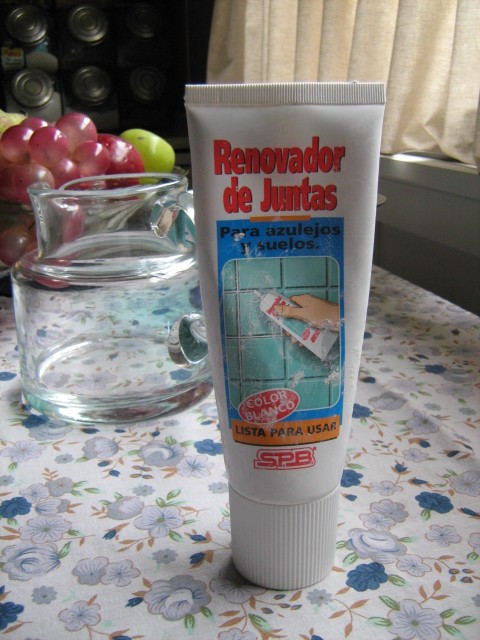 Renovador
de Juntas
Para azulejos
y suelos.
COLOR
BLANCO
LISTA PARA USAR
SPB